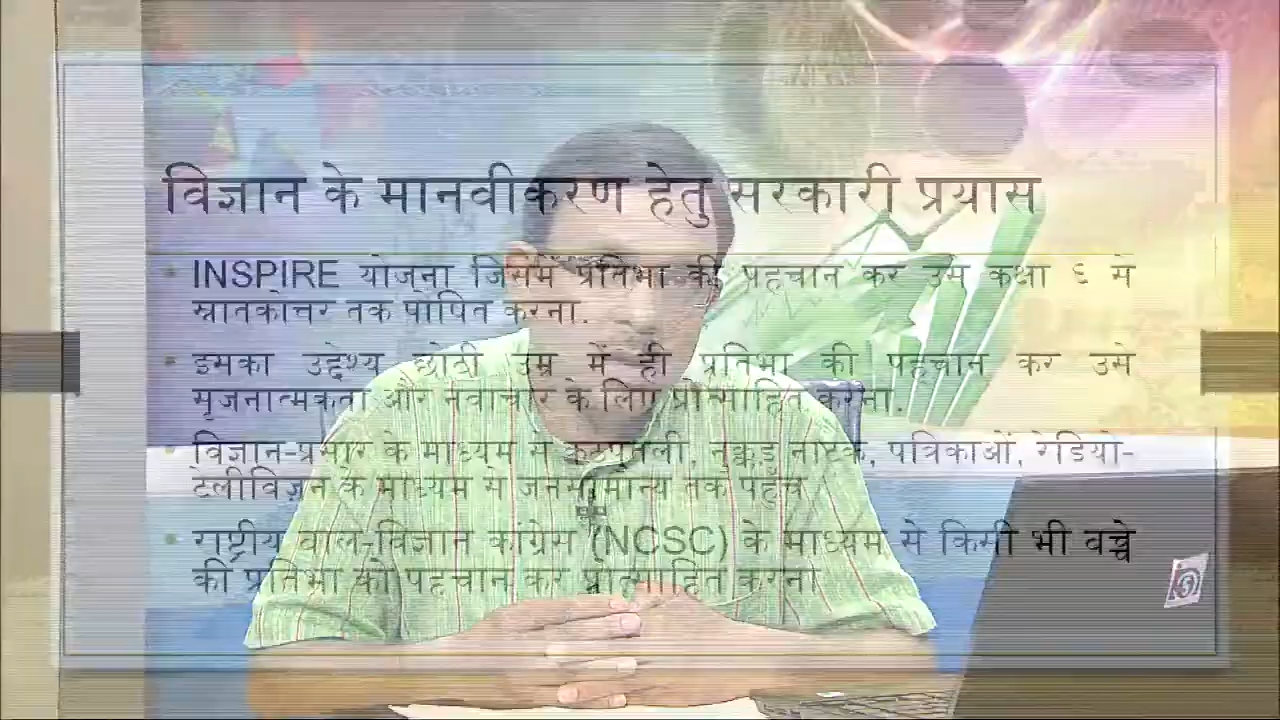 विज्ञान के मानवीकरण हेतु सरकारी प्रयास
INSPIRE योजना जिसमें प्रतिभा की पहचान कर उसे कक्षा ६ से
स्नातकोत्तर तक पोषित करना.
इसका उद्देश्य छोटी उम्र में ही प्रतिभा की पहचान कर उसे
सृजनात्मकता और नवाचार के लिए प्रोत्साहित करना.
विज्ञान-प्रसार के माध्यम से कठपुतली, नुक्कड़ नाटक, पत्रिकाओं, रेडियो-
टेलीविज़न के माध्यम से जनसामान्य तक पहुँच
राष्ट्रीय बाल-विज्ञान कांग्रेस (NCSC) के माध्यम से किसी भी बच्चे
की प्रतिभा को पहचान कर प्रोत्साहित करना